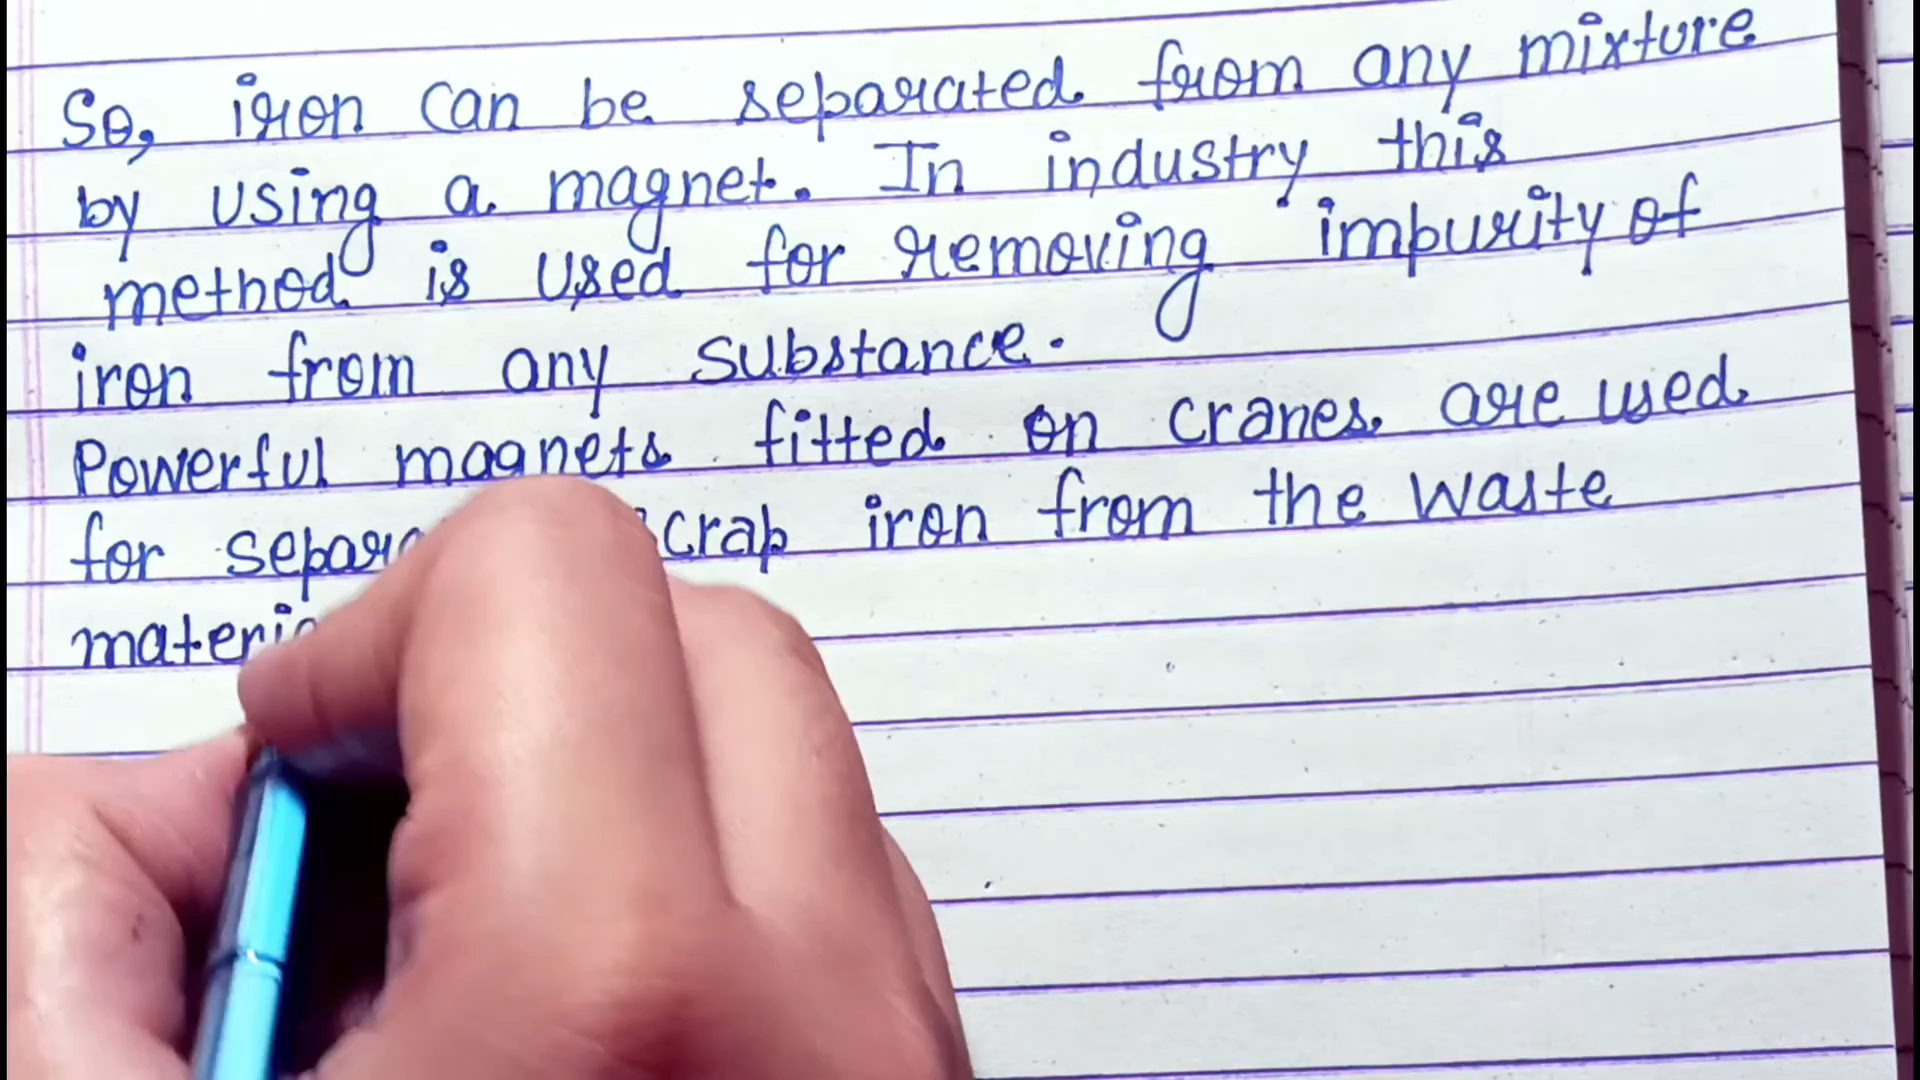 So, iron can be separated from any mixture
by using a magnet. In industry this
method is used for removing impurity of
iron from any substance.
Powerful magnets fitted on cranes are used
for scrap iron from the waste